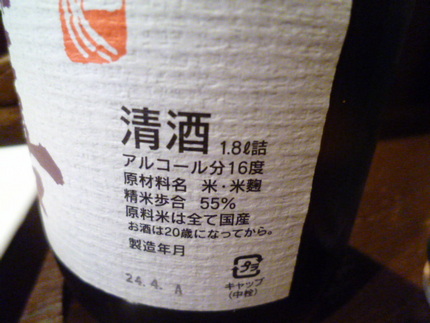 清酒 1.8ℓ詰
アルコール分16度
原材料名 米・米麹
精米歩合 55%
原料米は全て国産
お酒は20歳になってから。
製造年月
24.4. A
プラ
キャップ
(中栓)